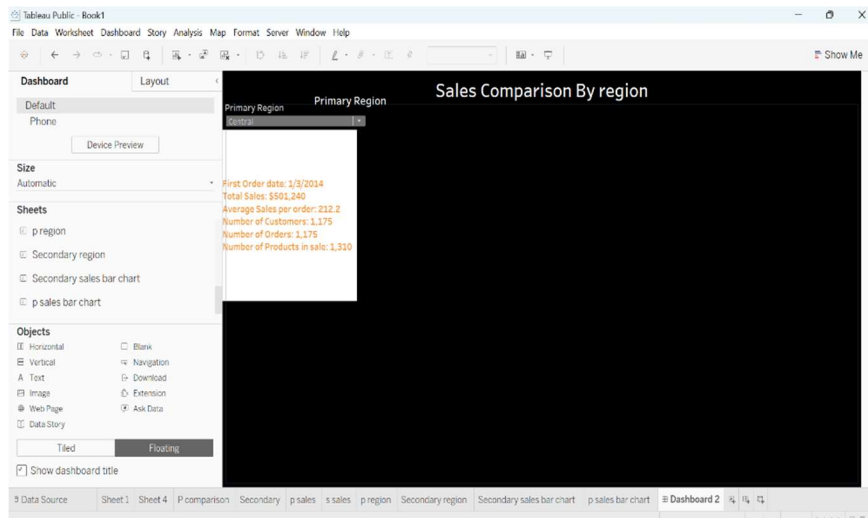 Tableau Public - Book1
File Data Worksheet Dashboard Story Analysis Map Format Server Window Help
Show Me
Dashboard Layout
Default
Phone
Device Preview
Size
Automatic
Sheets
p region
Secondary region
Secondary sales bar chart
p sales bar chart
Objects
Horizontal Blank
Vertical Navigation
A Text Download
Image Extension
Web Page Ask Data
Data Story
Tiled Floating
Show dashboard title
Sales Comparison By region
Primary Region
Primary Region
Central
First Order date: 1/3/2014
Total Sales: $501,240
Average Sales per order: 212.2
Number of Customers: 1,175
Number of Orders: 1,175
Number of Products in sale: 1,310
Data Source Sheet 1 Sheet 4 P comparison Secondary p sales s sales p region Secondary region Secondary sales bar chart p sales bar chart Dashboard 2